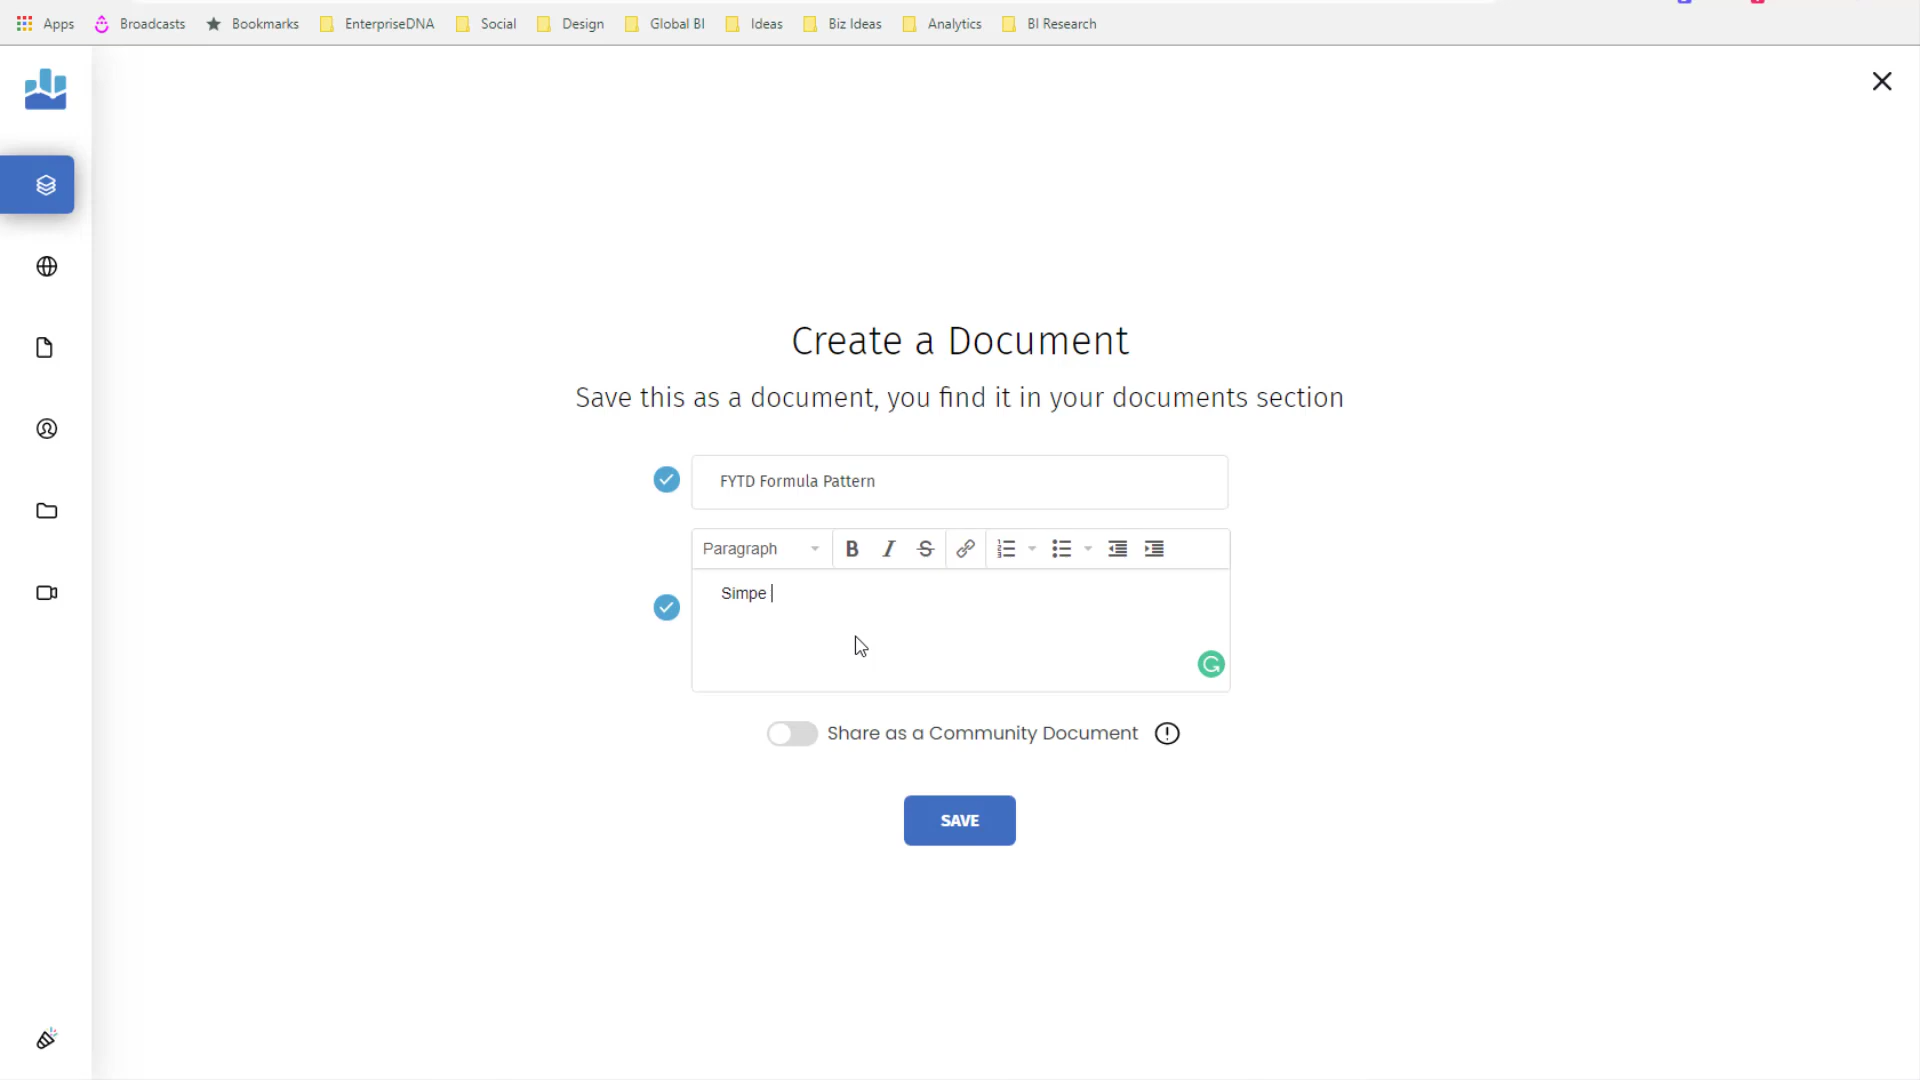 Apps Broadcasts Bookmarks EnterpriseDNA Social Design Global BI Ideas Biz Ideas Analytics BI Research
Create a Document
Save this as a document, you find it in your documents section
FYTD Formula Pattern
Paragraph B I S
Simpe
Share as a Community Document
SAVE